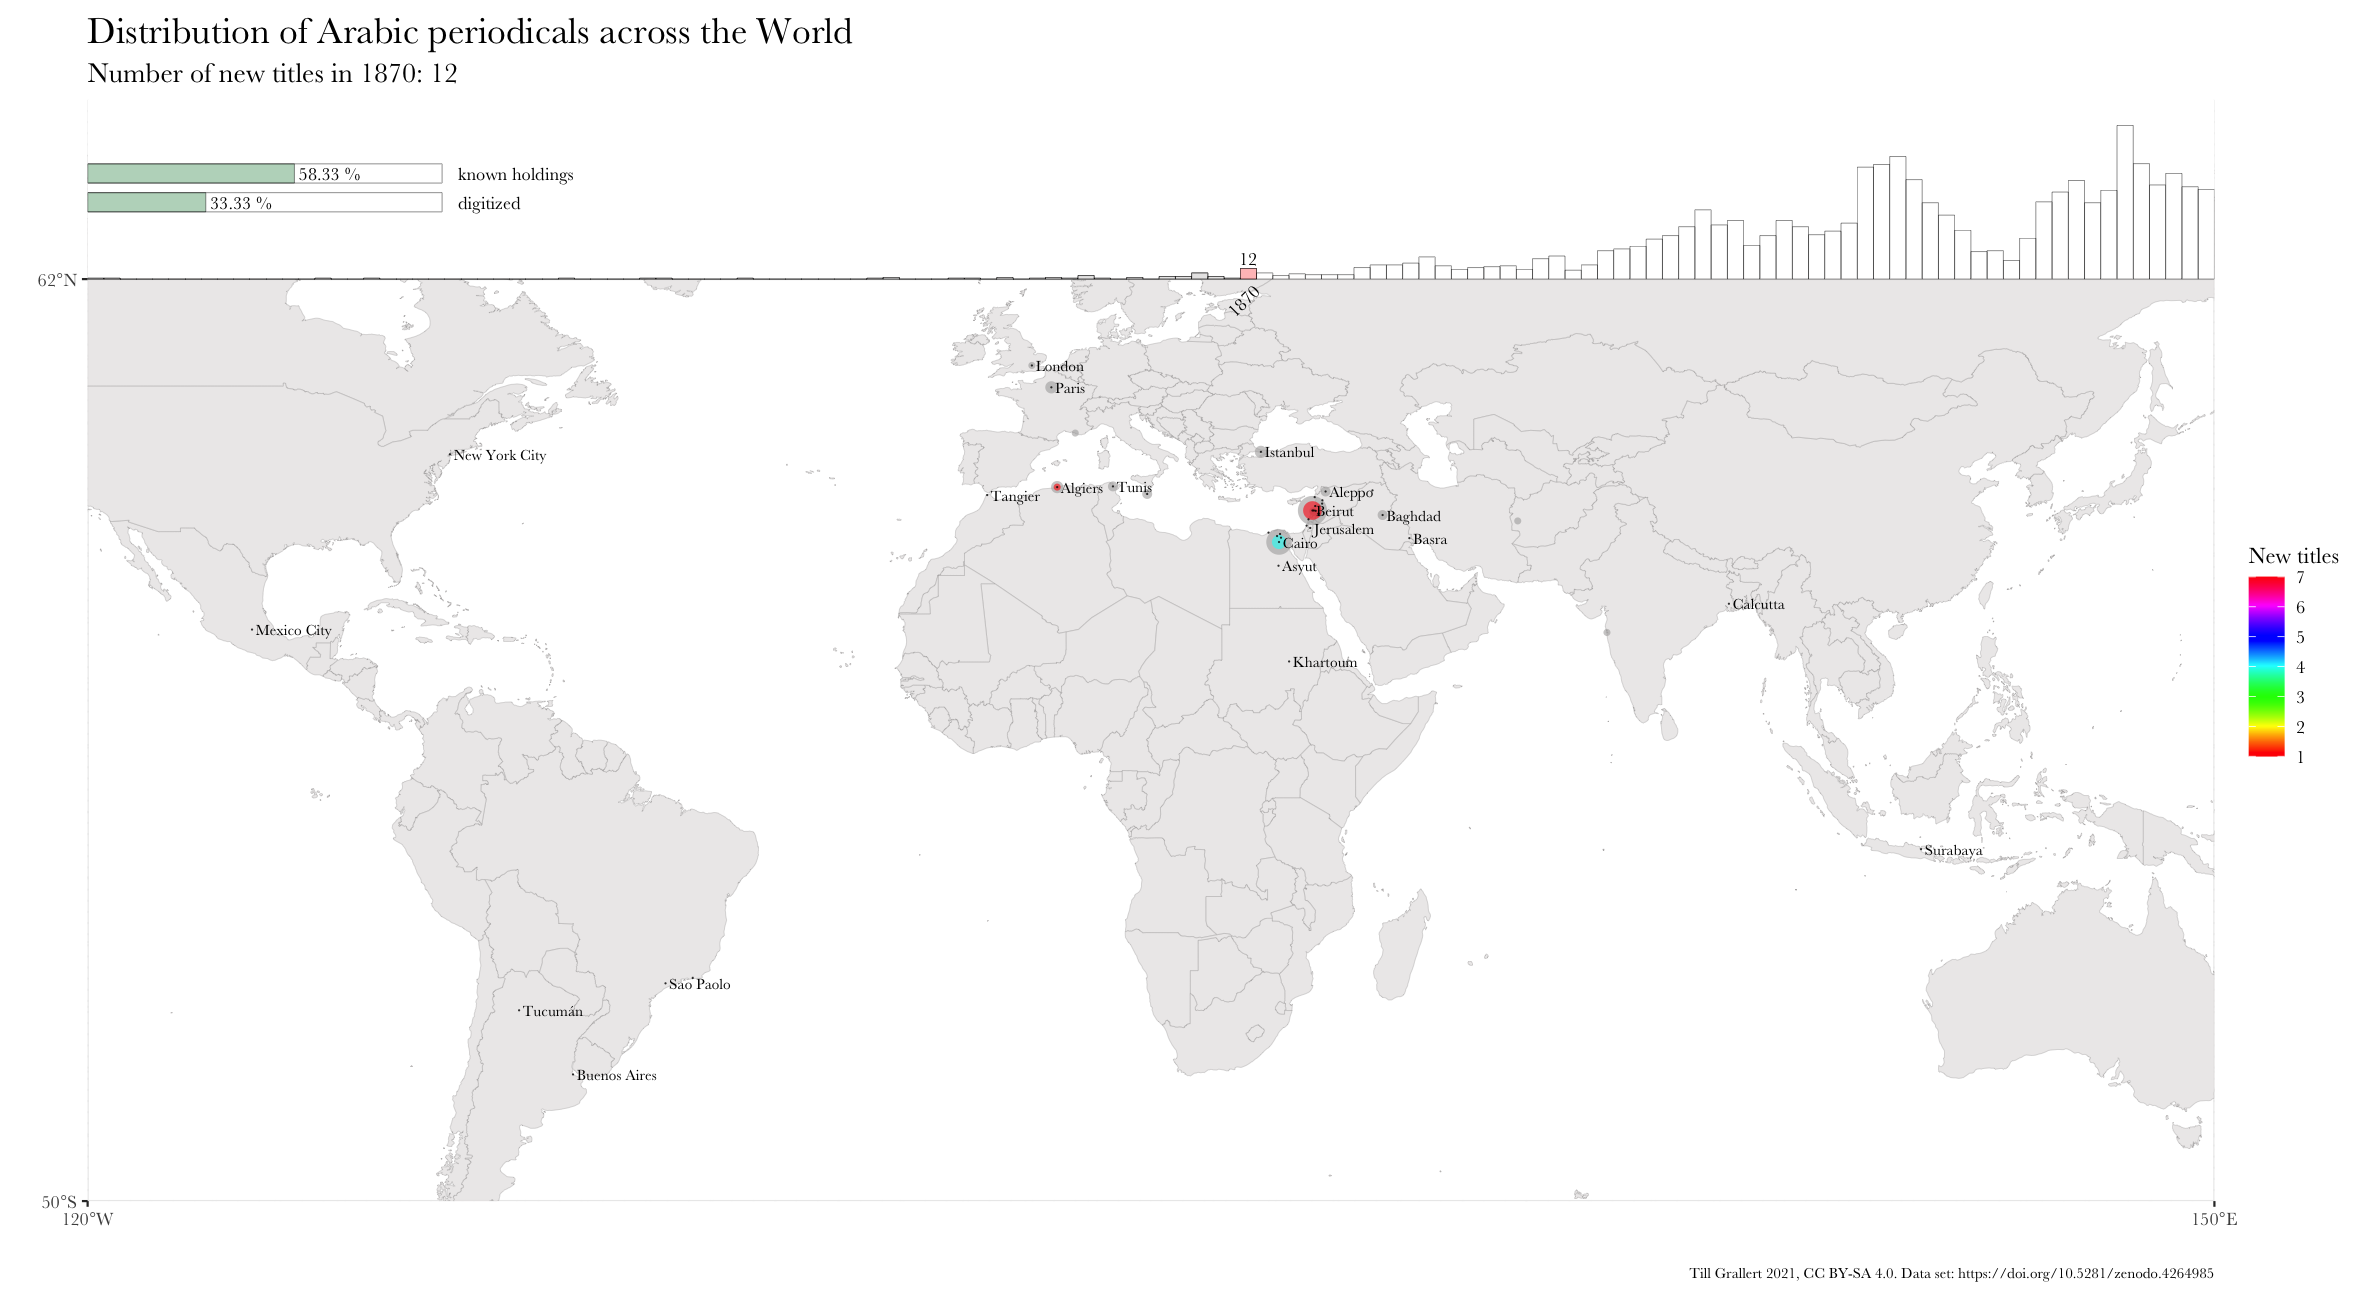 Distribution of Arabic periodicals across the World
Number of new titles in 1870: 12
58.33 %
known holdings
33.33 %
digitized
12
62°N
1870
London
Paris
New York City
Istanbul
Tangier
Algiers
Tunis
Aleppo
Beirut
Baghdad
Jerusalem
Cairo
Basra
Asyut
Calcutta
Mexico City
Khartoum
Surabaya
Sao Paolo
Tucumán
Buenos Aires
New titles
7
6
5
4
3
2
1
50°S
120°W
150°E
Till Grallert 2021, CC BY-SA 4.0. Data set: https://doi.org/10.5281/zenodo.4264985